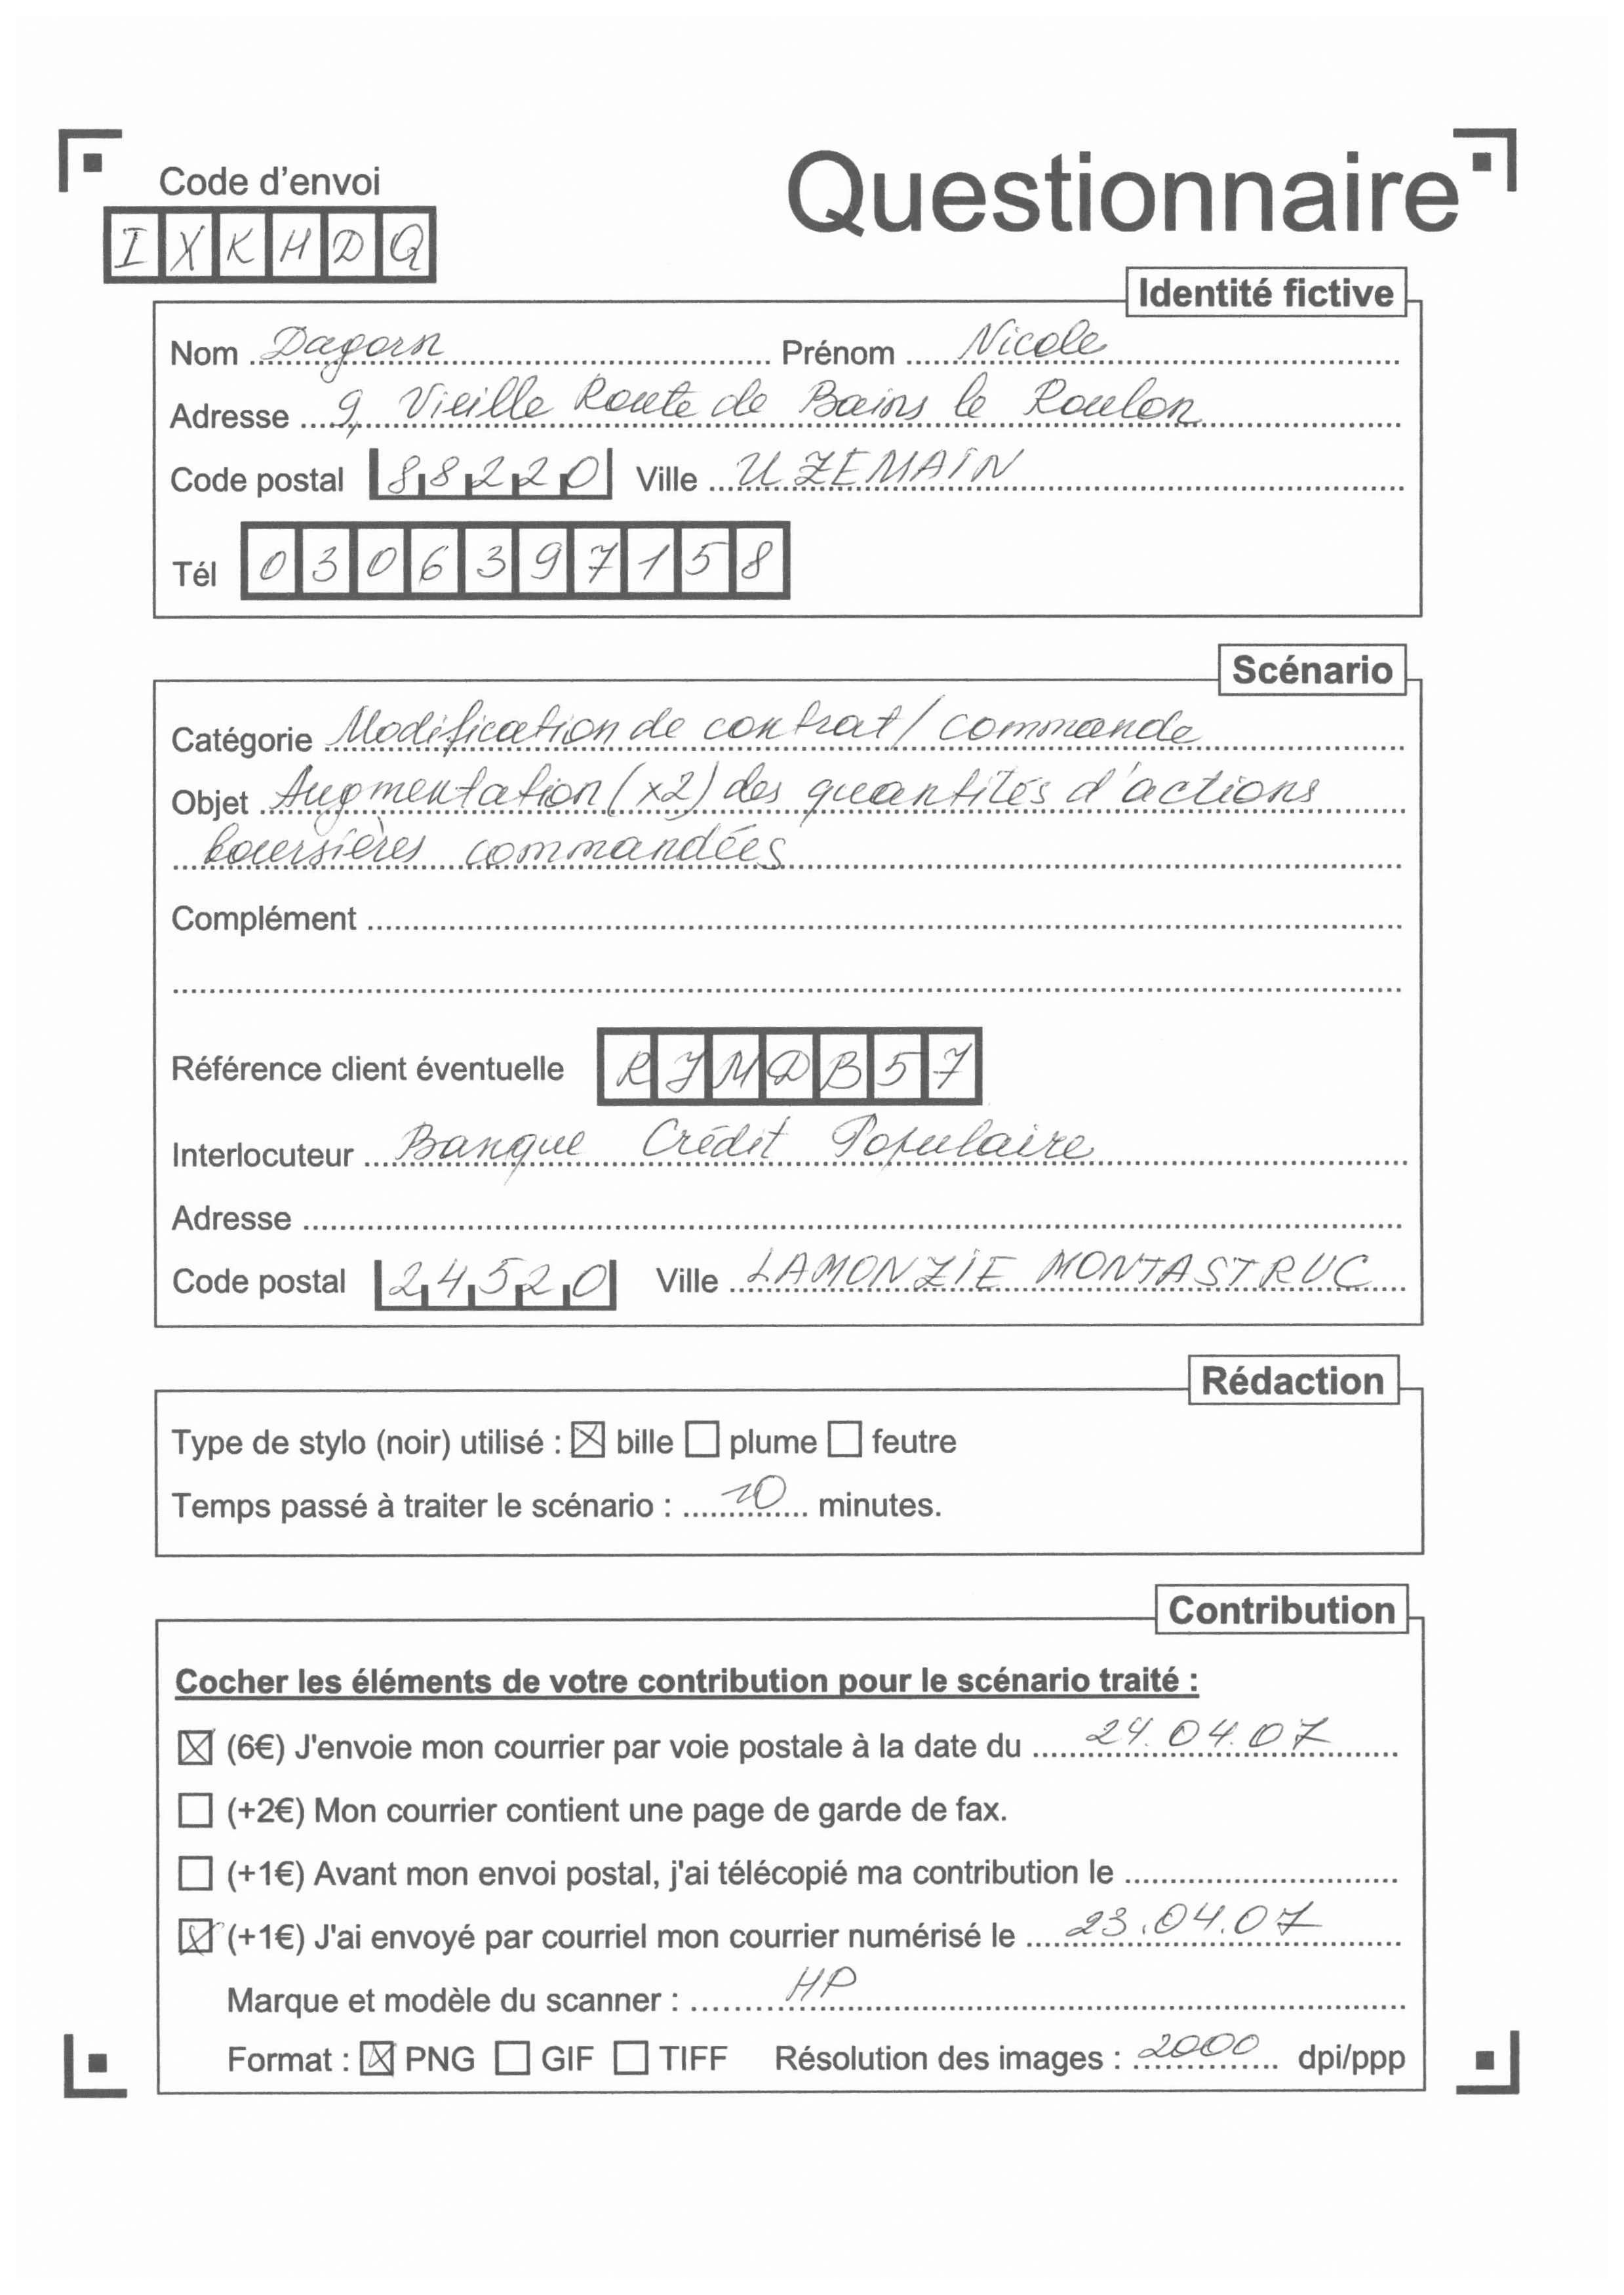 Code d'envoi
IXKHDQ
Questionnaire
Identité fictive
Nom Dagorn Prénom Nicole
Adresse 9, Vieille Route de Bains le Roulon
Code postal 88220 Ville UZEMAIN
Tél 0306397158
Scénario
Catégorie Modification de contrat / commande
Objet Augmentation (x2) des quantités d'actions
boursières commandées
Complément
Référence client éventuelle RJMDB57
Interlocuteur Banque Crédit Populaire
Adresse
Code postal 24520 Ville LAMONZIE MONTASTRUC
Rédaction
Type de stylo (noir) utilisé : bille plume feutre
Temps passé à traiter le scénario : 10 minutes.
Contribution
Cocher les éléments de votre contribution pour le scénario traité :
(6€) J'envoie mon courrier par voie postale à la date du 24.04.07
(+2€) Mon courrier contient une page de garde de fax.
(+1€) Avant mon envoi postal, j'ai télécopié ma contribution le
(+1€) J'ai envoyé par courriel mon courrier numérisé le 23.04.07
Marque et modèle du scanner : HP
Format : PNG GIF TIFF Résolution des images : 2000 dpi/ppp